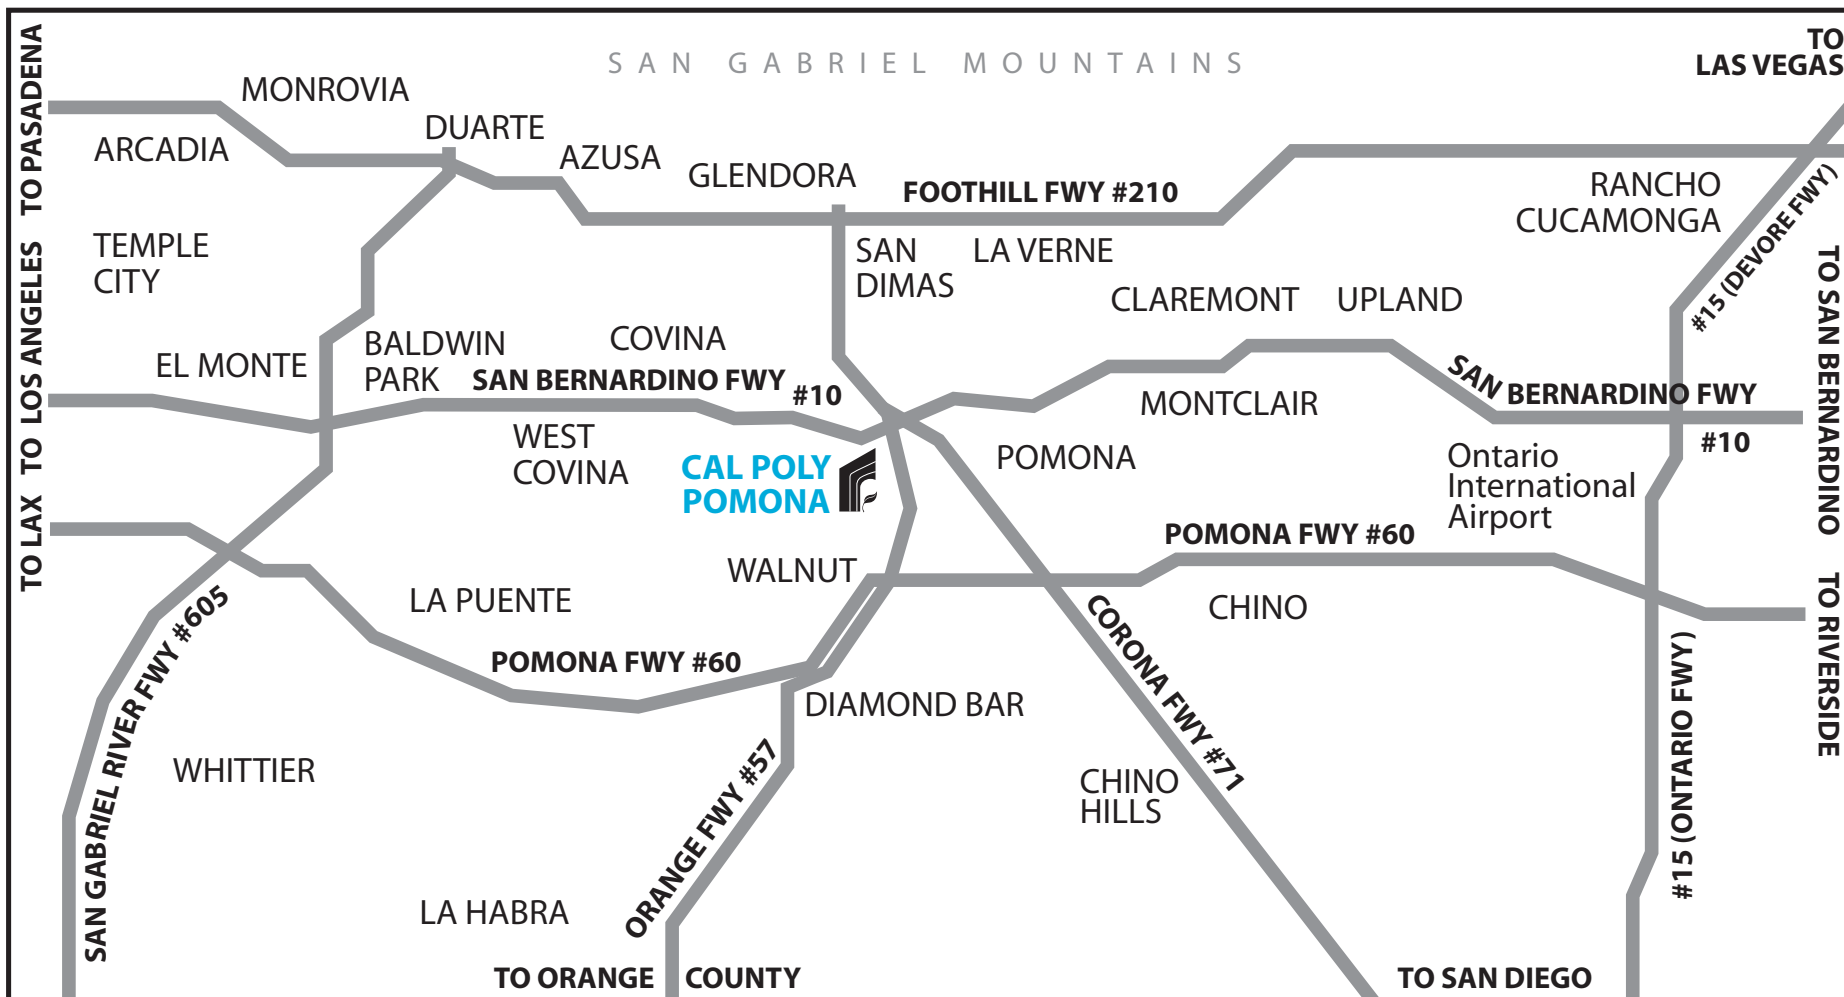 SAN GABRIEL MOUNTAINS
TO
LAS VEGAS
TO PASADENA
MONROVIA
ARCADIA
DUARTE
AZUSA
GLENDORA
FOOTHILL FWY #210
RANCHO
CUCAMONGA
#15 (DEVORE FWY)
TEMPLE
CITY
SAN
DIMAS
LA VERNE
CLAREMONT
UPLAND
TO LOS ANGELES
EL MONTE
BALDWIN
PARK
COVINA
SAN BERNARDINO FWY
#10
MONTCLAIR
SAN BERNARDINO FWY
#10
TO SAN BERNARDINO
WEST
COVINA
CAL POLY
POMONA
POMONA
Ontario
International
Airport
TO LAX
POMONA FWY #60
WALNUT
LA PUENTE
CHINO
TO RIVERSIDE
SAN GABRIEL RIVER FWY #605
POMONA FWY #60
DIAMOND BAR
CORONA FWY #71
#15 (ONTARIO FWY)
WHITTIER
ORANGE FWY #57
CHINO
HILLS
LA HABRA
TO ORANGE COUNTY
TO SAN DIEGO